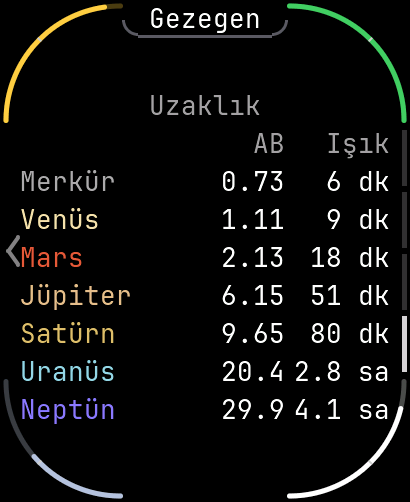 Gezegen
Uzaklık
AB Işık
Merkür 0.73 6 dk
Venüs 1.11 9 dk
Mars 2.13 18 dk
Jüpiter 6.15 51 dk
Satürn 9.65 80 dk
Uranüs 20.4 2.8 sa
Neptün 29.9 4.1 sa